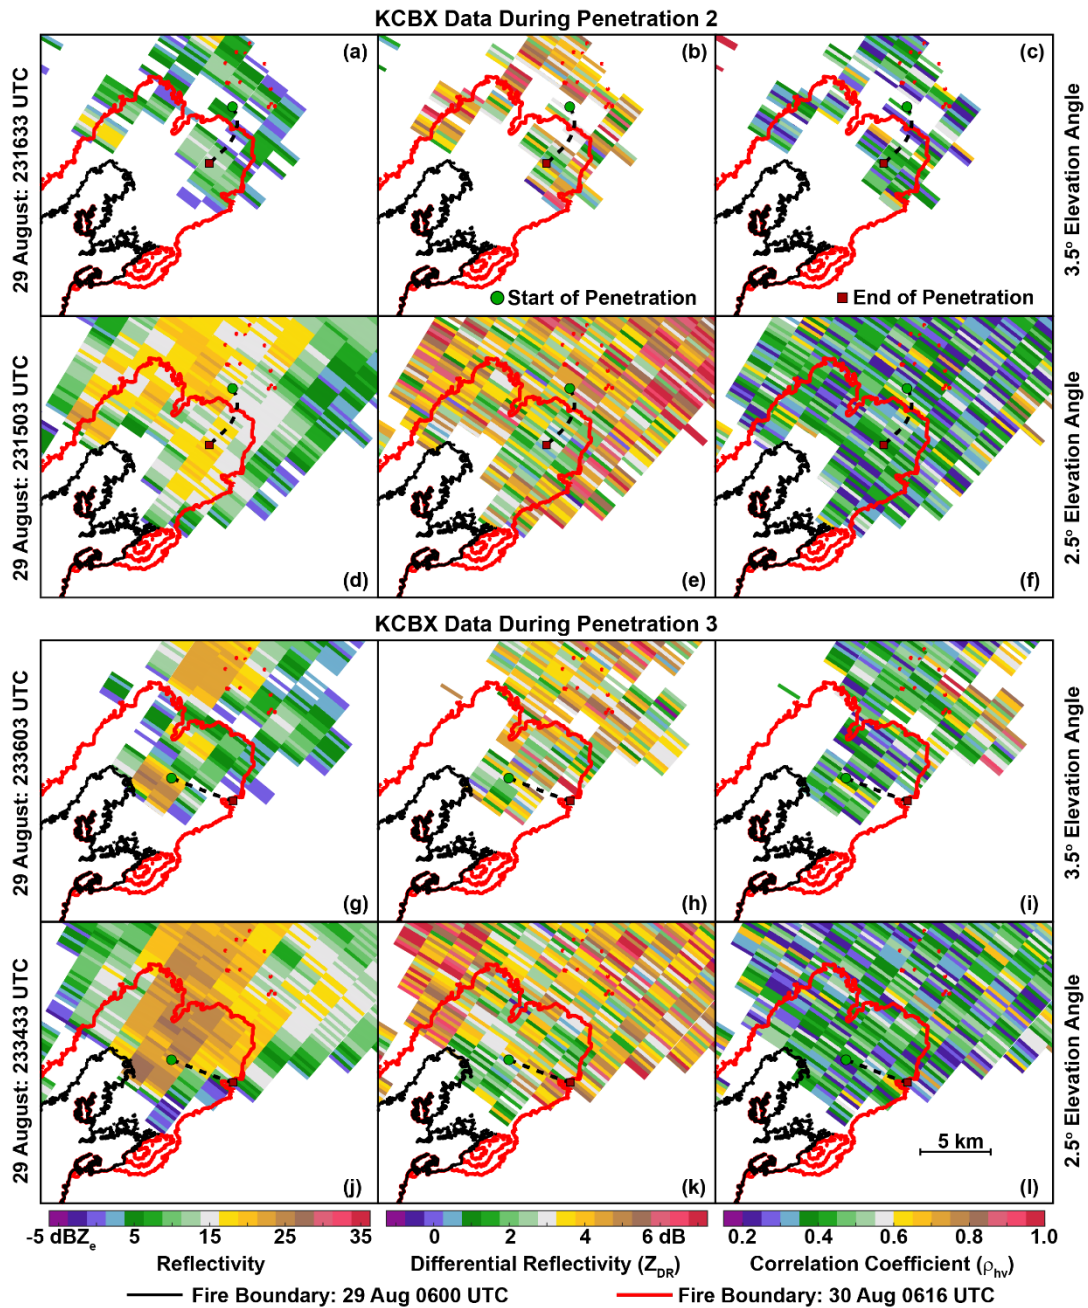 KCBX Data During Penetration 2
29 August: 231633 UTC
(a)
(b)
(c)
3.5° Elevation Angle
Start of Penetration
End of Penetration
29 August: 231503 UTC
(d)
(e)
(f)
2.5° Elevation Angle
KCBX Data During Penetration 3
29 August: 233603 UTC
(g)
(h)
(i)
3.5° Elevation Angle
29 August: 233433 UTC
(j)
(k)
(l)
5 km
2.5° Elevation Angle
-5 dBZe 5 15 25 35
0 2 4 6 dB
0.2 0.4 0.6 0.8 1.0
Reflectivity
Differential Reflectivity (ZDR)
Correlation Coefficient (ρhv)
Fire Boundary: 29 Aug 0600 UTC
Fire Boundary: 30 Aug 0616 UTC